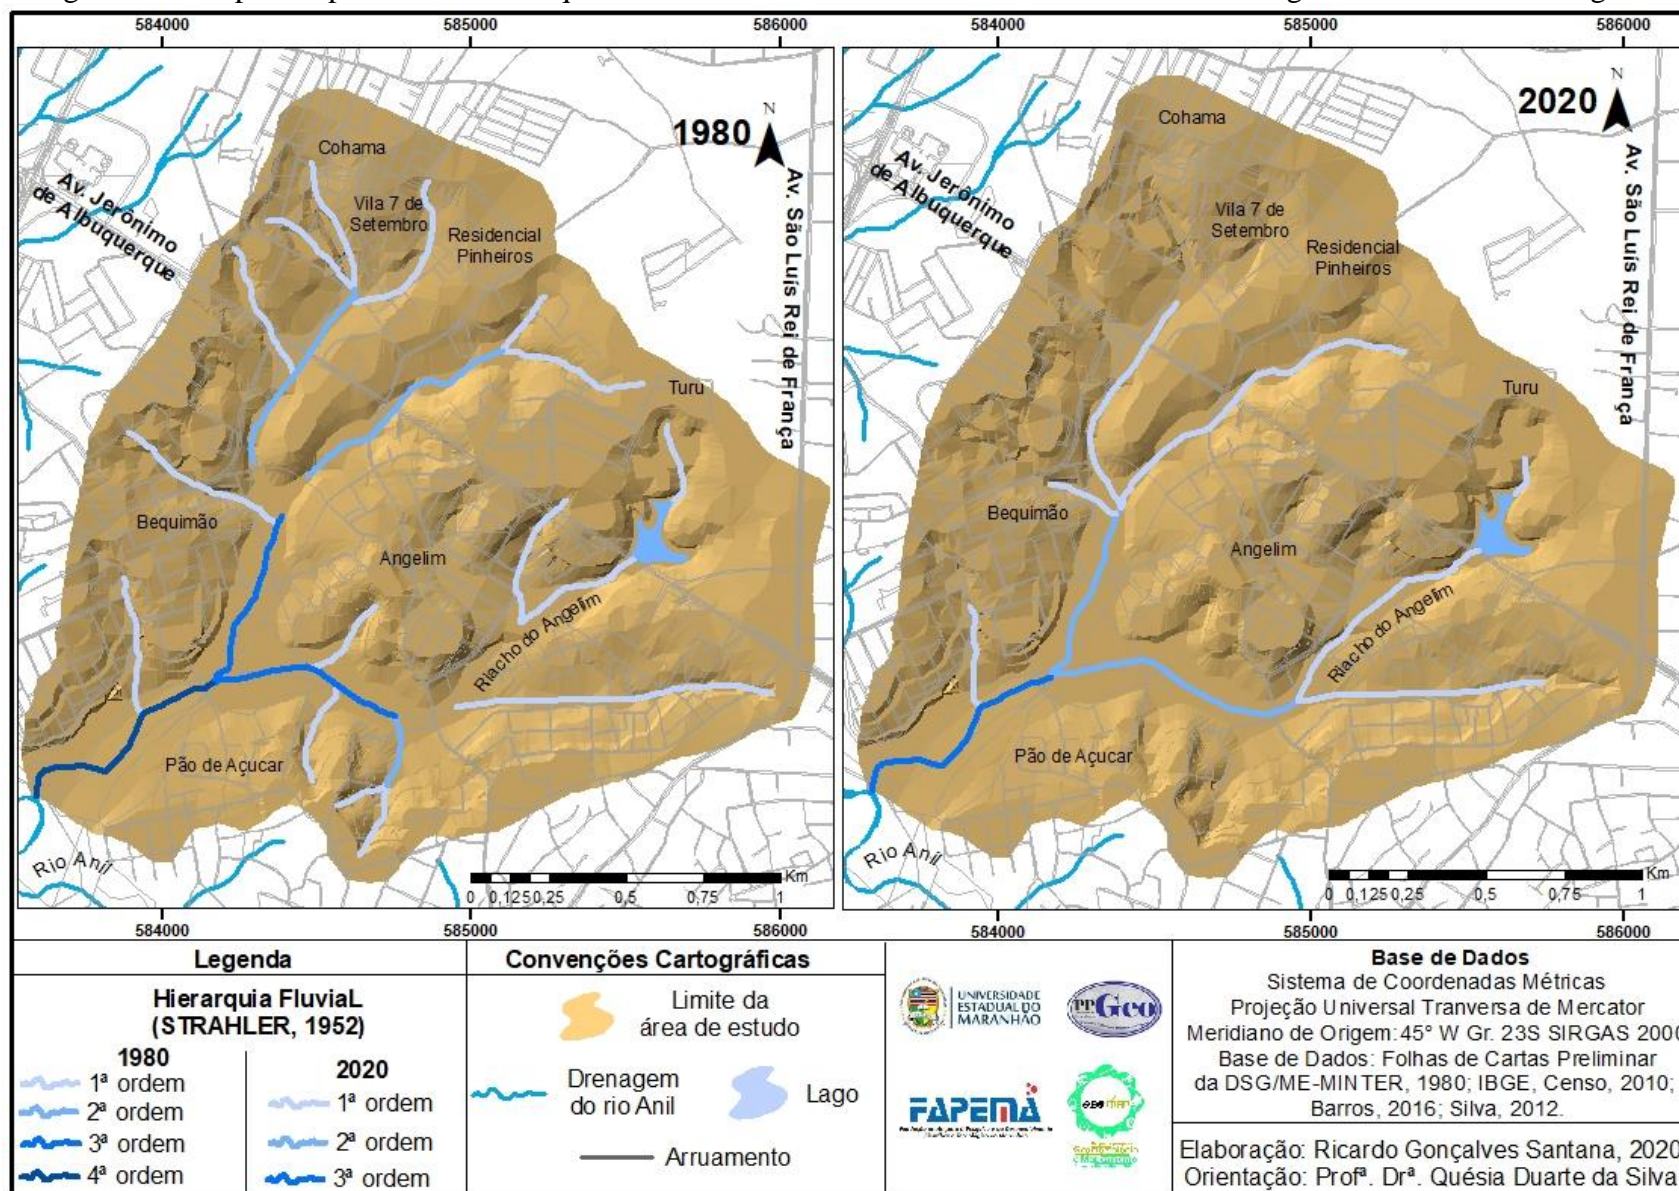 584000
585000
586000
584000
585000
586000
Cohama
1980
N
Av. Jerônimo
de Albuquerque
Vila 7 de
Setembro
Residencial
Pinheiros
Av. São Luís Rei de França
Turu
Bequimão
Angelim
Riacho do Angelim
Pão de Açucar
Rio Anil
Km
0 0,125 0,25 0,5 0,75 1
Cohama
2020
N
Av. Jerônimo
de Albuquerque
Vila 7 de
Setembro
Residencial
Pinheiros
Av. São Luís Rei de França
Turu
Bequimão
Angelim
Riacho do Angelim
Pão de Açucar
Rio Anil
Km
0 0,125 0,25 0,5 0,75 1
584000
585000
586000
584000
585000
586000
Legenda
Hierarquia FluviaL
(STRAHLER, 1952)
1980
1ª ordem
2ª ordem
3ª ordem
4ª ordem
2020
1ª ordem
2ª ordem
3ª ordem
Convenções Cartográficas
Limite da
área de estudo
Drenagem
do rio Anil
Lago
Arruamento
UNIVERSIDADE
ESTADUAL DO
MARANHÃO
PPGeo
FAPEMA
Base de Dados
Sistema de Coordenadas Métricas
Projeção Universal Tranversa de Mercator
Meridiano de Origem: 45° W Gr. 23S SIRGAS 2000
Base de Dados: Folhas de Cartas Preliminar
da DSG/ME-MINTER, 1980; IBGE, Censo, 2010;
Barros, 2016; Silva, 2012.
Elaboração: Ricardo Gonçalves Santana, 2020
Orientação: Profª. Drª. Quésia Duarte da Silva